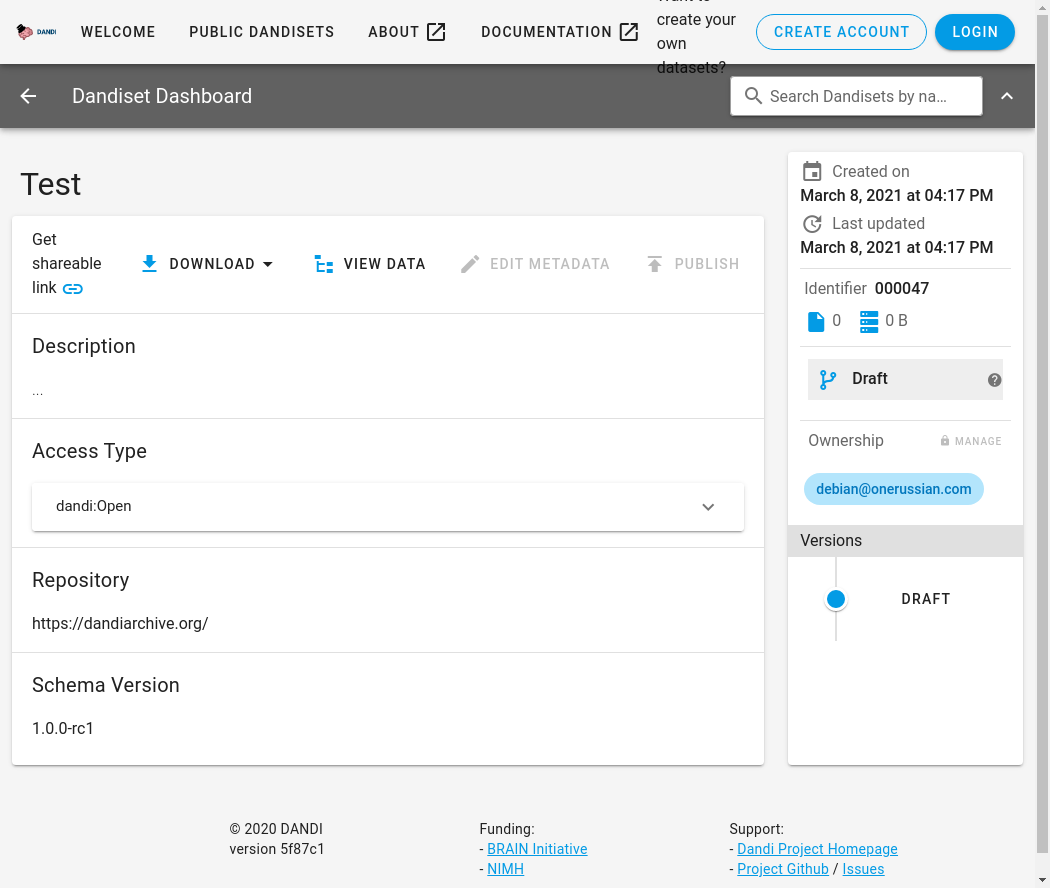 DANDI
WELCOME
PUBLIC DANDISETS
ABOUT
DOCUMENTATION
create your
own
datasets?
CREATE ACCOUNT
LOGIN
Dandiset Dashboard
Search Dandisets by na...
Test
Get
shareable
link
DOWNLOAD
VIEW DATA
EDIT METADATA
PUBLISH
Description
...
Access Type
dandi:Open
Repository
https://dandiarchive.org/
Schema Version
1.0.0-rc1
Created on
March 8, 2021 at 04:17 PM
Last updated
March 8, 2021 at 04:17 PM
Identifier 000047
0
0 B
Draft
Ownership
MANAGE
debian@onerussian.com
Versions
DRAFT
© 2020 DANDI
version 5f87c1
Funding:
- BRAIN Initiative
- NIMH
Support:
- Dandi Project Homepage
- Project Github / Issues